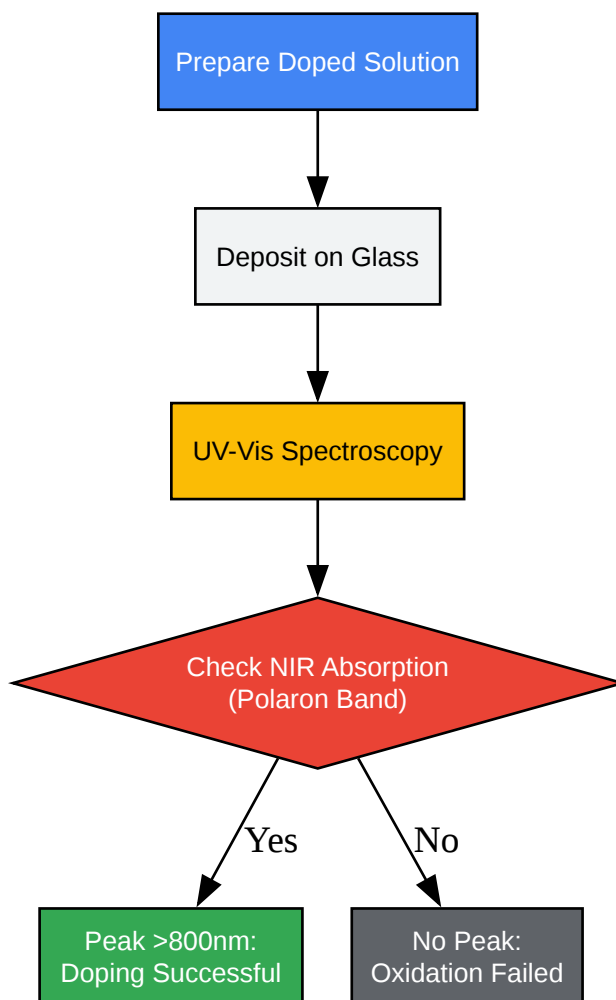 Prepare Doped Solution
Deposit on Glass
UV-Vis Spectroscopy
Check NIR Absorption
(Polaron Band)
Yes
No
Peak >800nm:
Doping Successful
No Peak:
Oxidation Failed